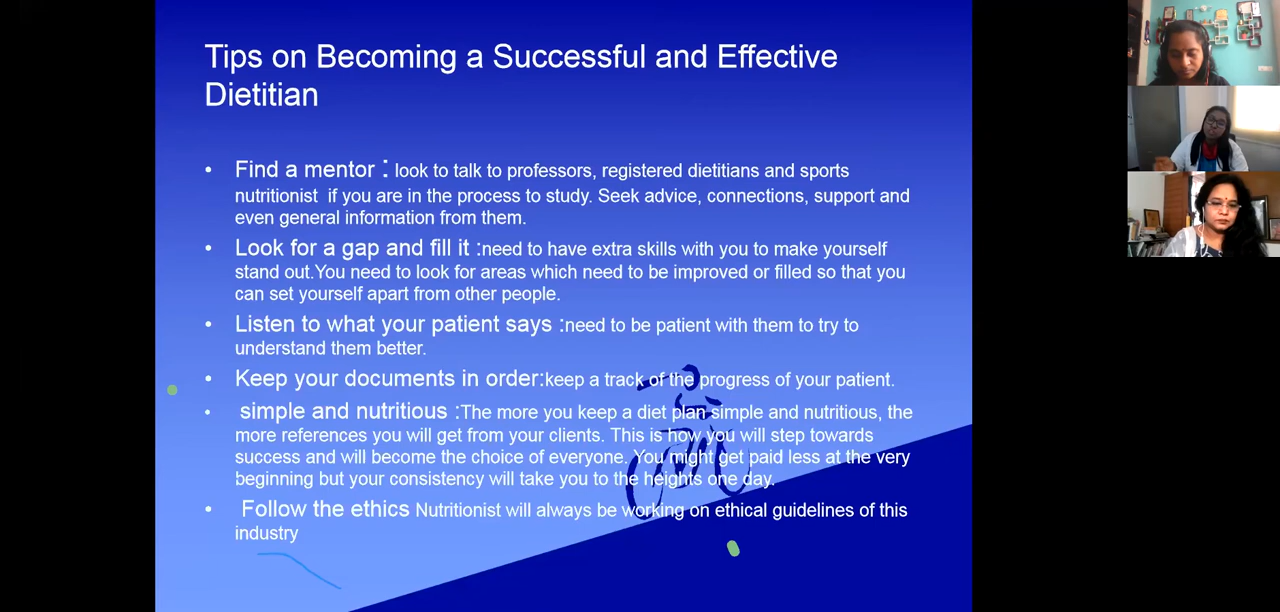 Tips on Becoming a Successful and Effective
Dietitian
• Find a mentor : look to talk to professors, registered dietitians and sports
nutritionist  if you are in the process to study. Seek advice, connections, support and
even general information from them.
• Look for a gap and fill it :need to have extra skills with you to make yourself
stand out.You need to look for areas which need to be improved or filled so that you
can set yourself apart from other people.
• Listen to what your patient says :need to be patient with them to try to
understand them better.
• Keep your documents in order:keep a track of the progress of your patient.
• simple and nutritious :The more you keep a diet plan simple and nutritious, the
more references you will get from your clients. This is how you will step towards
success and will become the choice of everyone. You might get paid less at the very
beginning but your consistency will take you to the heights one day.
• Follow the ethics Nutritionist will always be working on ethical guidelines of this
industry